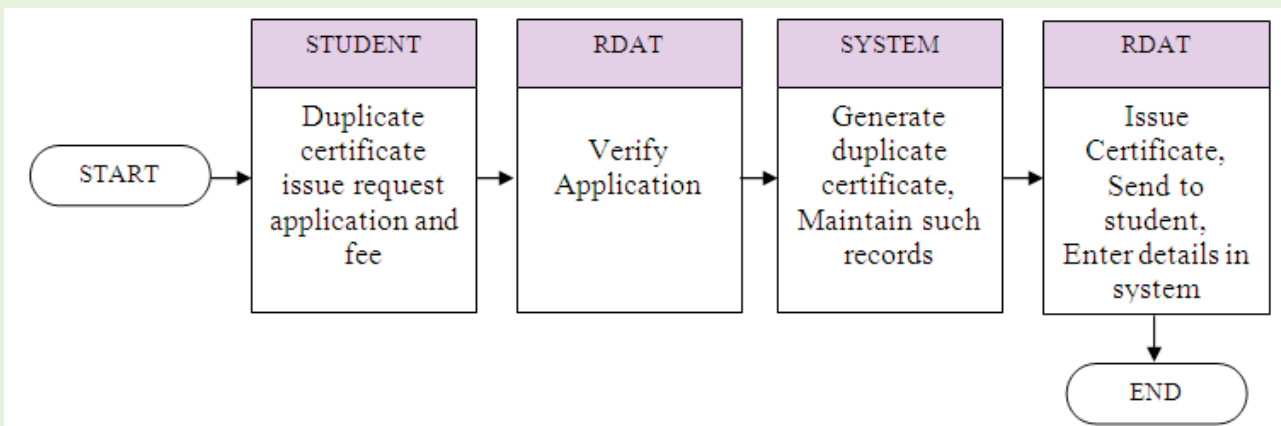 START
STUDENT
Duplicate
certificate
issue request
application and
fee
RDAT
Verify
Application
SYSTEM
Generate
duplicate
certificate,
Maintain such
records
RDAT
Issue
Certificate,
Send to
student,
Enter details in
system
END